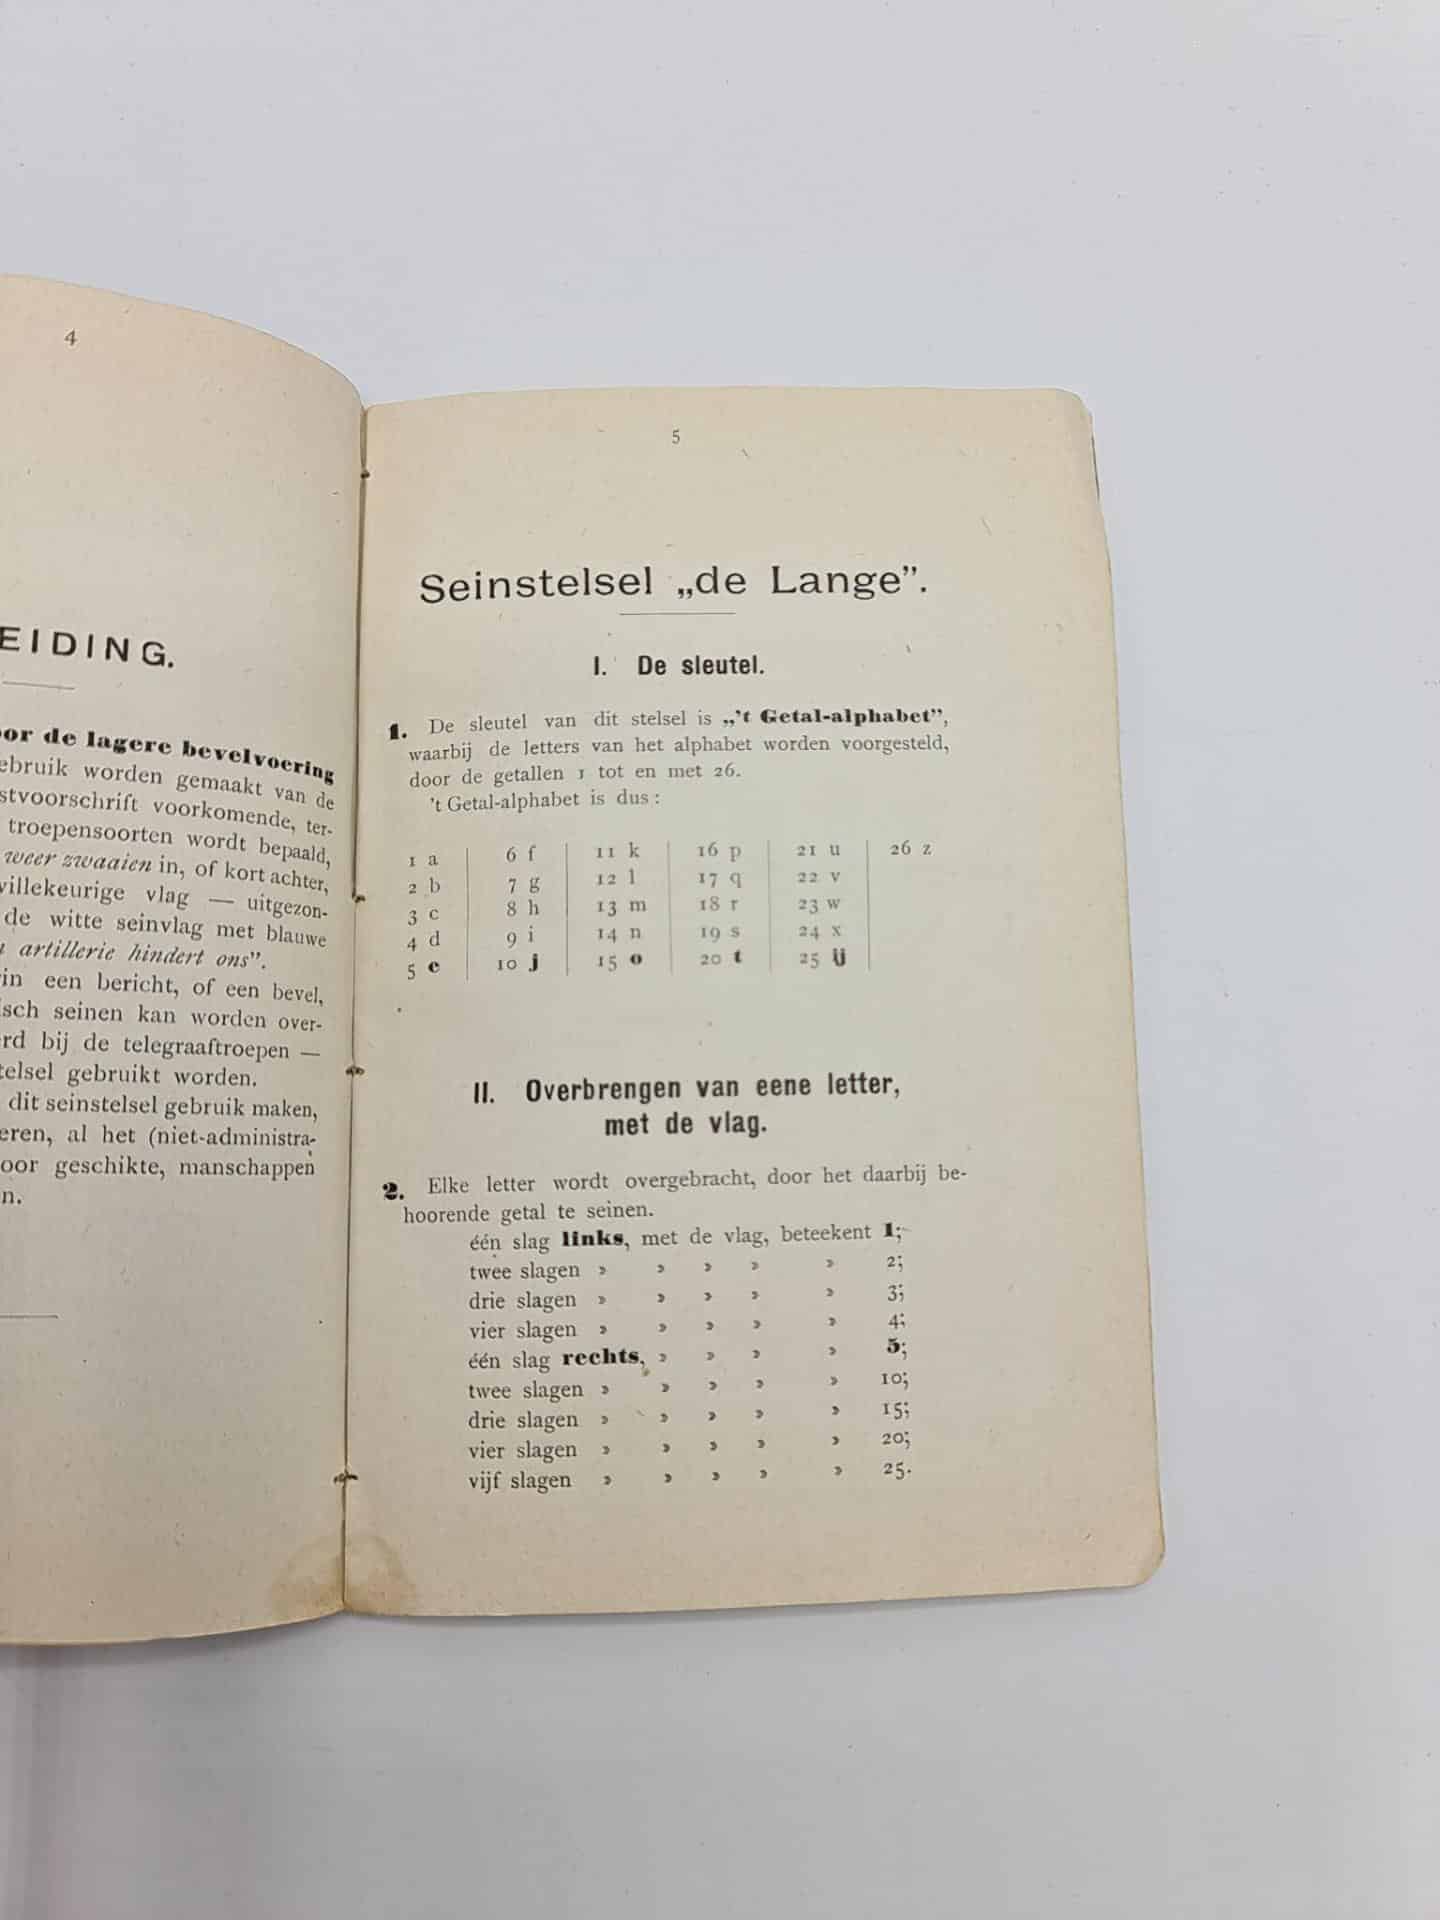 4
EIDING.
oor de lagere bevelvoering
ebruik worden gemaakt van de
stvoorschrift voorkomende, ter-
troepensoorten wordt bepaald,
weer zwaaien in, of kort achter,
villekeurige vlag — uitgezon-
de witte seinvlag met blauwe
artillerie hindert ons”.
in een bericht, of een bevel,
isch seinen kan worden over-
rd bij de telegraaftroepen —
telsel gebruikt worden.
dit seinstelsel gebruik maken,
eren, al het (niet-administra-
oor geschikte, manschappen
n.
5
Seinstelsel „de Lange”.
I. De sleutel.
1. De sleutel van dit stelsel is „’t Getal-alphabet”,
waarbij de letters van het alphabet worden voorgesteld,
door de getallen 1 tot en met 26.
’t Getal-alphabet is dus:
1 a 6 f 11 k 16 p 21 u 26 z
2 b 7 g 12 l 17 q 22 v
3 c 8 h 13 m 18 r 23 w
4 d 9 i 14 n 19 s 24 x
5 e 10 j 15 o 20 t 25 ÿ
II. Overbrengen van eene letter,
met de vlag.
2. Elke letter wordt overgebracht, door het daarbij be-
hoorende getal te seinen.
één slag links, met de vlag, beteekent 1;
twee slagen » » » » » 2;
drie slagen » » » » » 3;
vier slagen » » » » » 4;
één slag rechts, » » » » 5;
twee slagen » » » » » 10;
drie slagen » » » » » 15;
vier slagen » » » » » 20;
vijf slagen » » » » » 25.